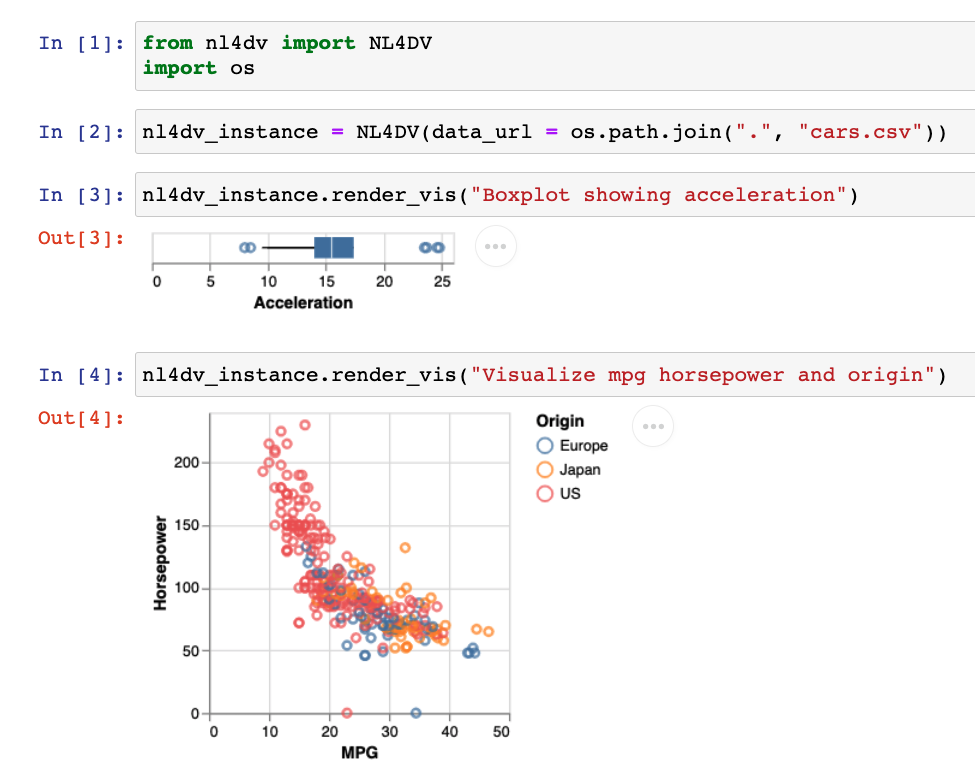 In [1]: from nl4dv import NL4DV
import os
In [2]: nl4dv_instance = NL4DV(data_url = os.path.join(".", "cars.csv"))
In [3]: nl4dv_instance.render_vis("Boxplot showing acceleration")
Out[3]:
0 5 10 15 20 25
Acceleration
In [4]: nl4dv_instance.render_vis("Visualize mpg horsepower and origin")
Out[4]:
Origin
Europe
Japan
US
200
150
100
50
0
Horsepower
0 10 20 30 40 50
MPG